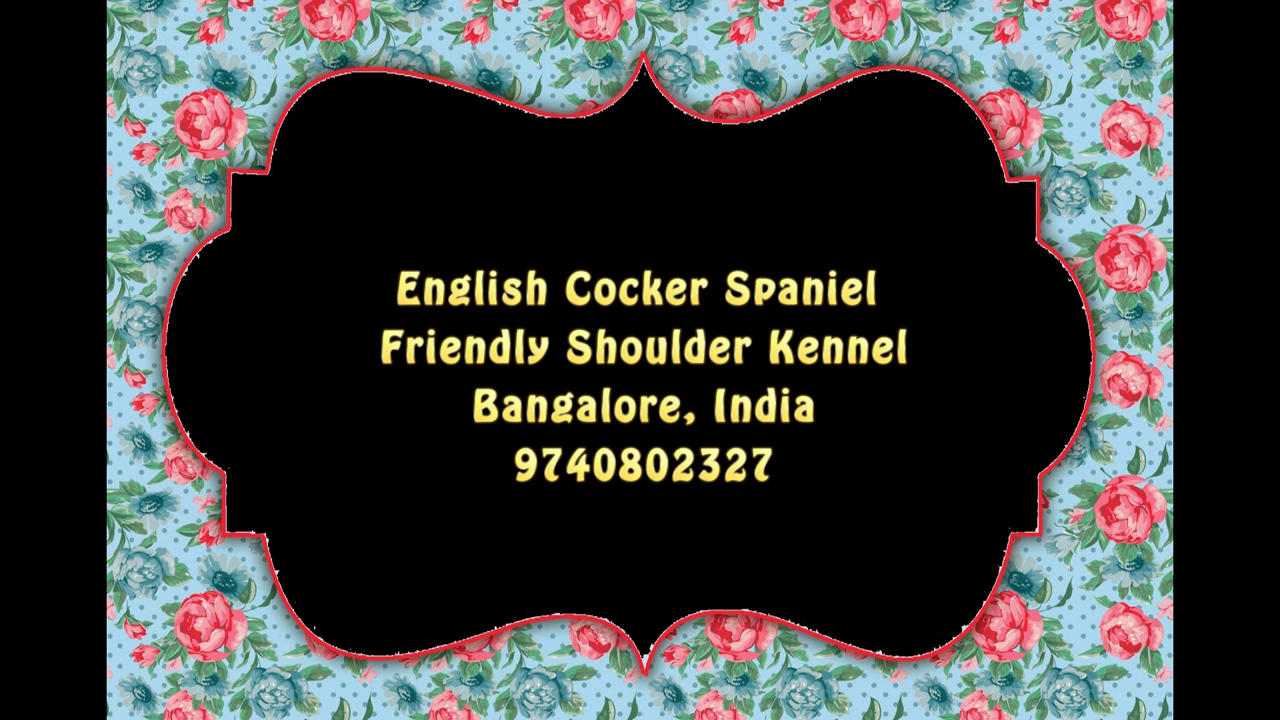 English Cocker Spaniel
Friendly Shoulder Kennel
Bangalore, India
9740802327